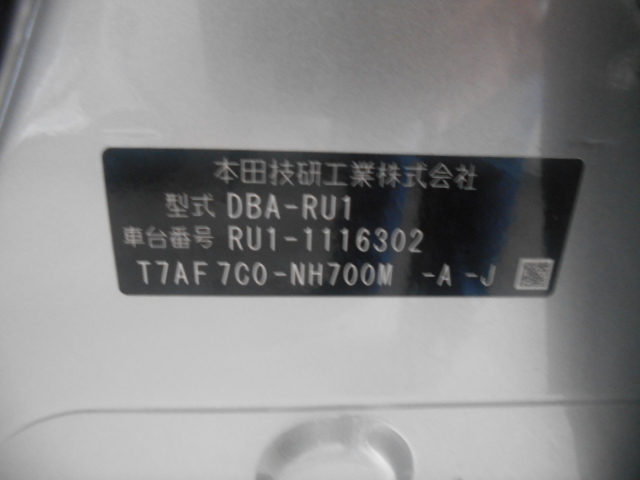 本田技研工業株式会社
型式 DBA-RU1
車台番号 RU1-1116302
T7AF 7C0-NH700M -A -J